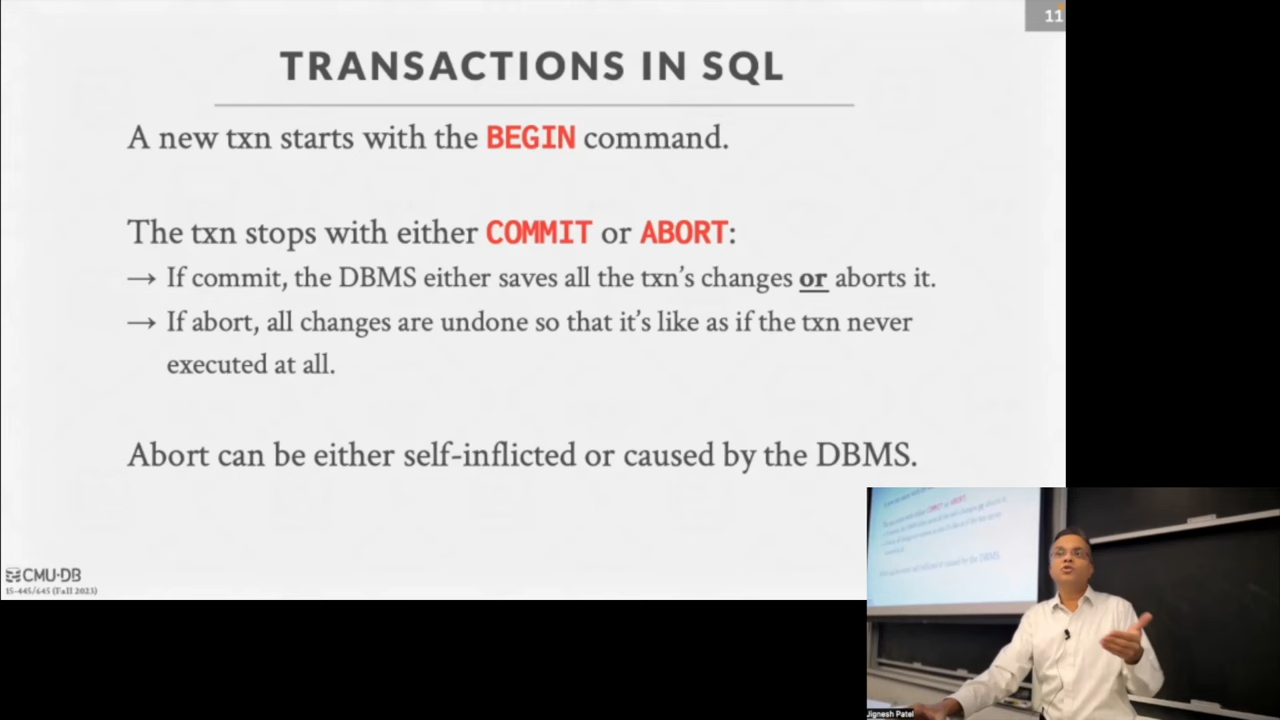 11
TRANSACTIONS IN SQL
A new txn starts with the BEGIN command.
The txn stops with either COMMIT or ABORT:
→ If commit, the DBMS either saves all the txn’s changes or aborts it.
→ If abort, all changes are undone so that it’s like as if the txn never
executed at all.
Abort can be either self-inflicted or caused by the DBMS.
CMU·DB
15-445/645 (Fall 2023)
Jignesh Patel